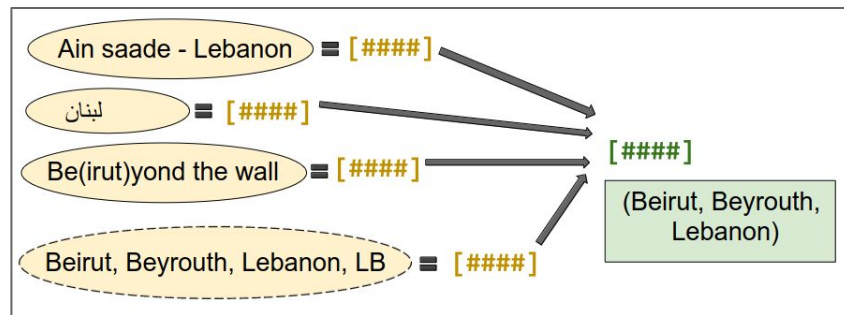 Ain saade - Lebanon = [####]
لبنان = [####]
[####]
Be(irut)yond the wall = [####]
(Beirut, Beyrouth,
Lebanon)
Beirut, Beyrouth, Lebanon, LB = [####]